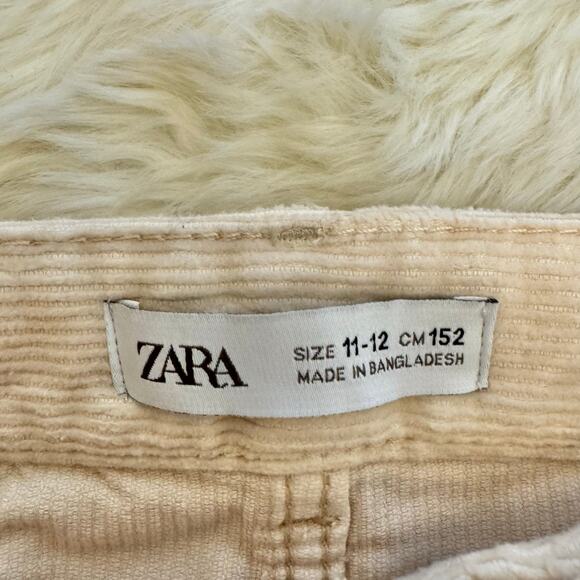 ZARA
SIZE 11-12 CM 152
MADE IN BANGLADESH